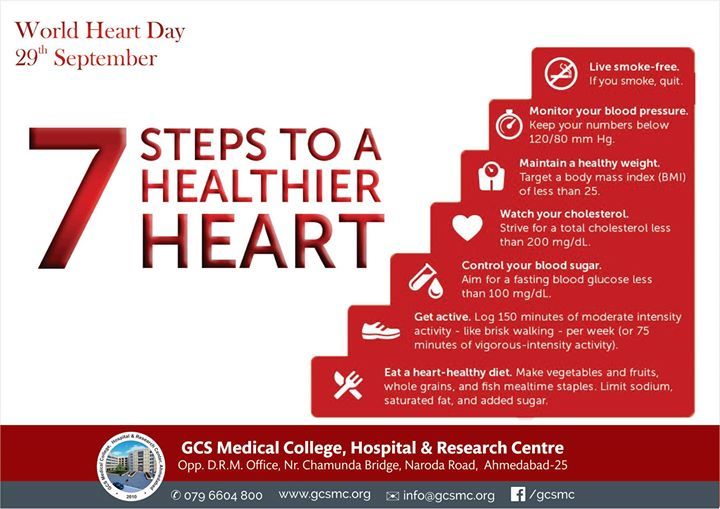 World Heart Day
29th September
7 STEPS TO A
HEALTHIER
HEART
Live smoke-free.
If you smoke, quit.
Monitor your blood pressure.
Keep your numbers below
120/80 mm Hg.
Maintain a healthy weight.
Target a body mass index (BMI)
of less than 25.
Watch your cholesterol.
Strive for a total cholesterol less
than 200 mg/dL.
Control your blood sugar.
Aim for a fasting blood glucose less
than 100 mg/dL.
Get active. Log 150 minutes of moderate intensity
activity - like brisk walking - per week (or 75
minutes of vigorous-intensity activity).
Eat a heart-healthy diet. Make vegetables and fruits,
whole grains, and fish mealtime staples. Limit sodium,
saturated fat, and added sugar.
GCS Medical College, Hospital & Research Centre, Ahmedabad
2010
GCS Medical College, Hospital & Research Centre
Opp. D.R.M. Office, Nr. Chamunda Bridge, Naroda Road, Ahmedabad-25
079 6604 800 www.gcsmc.org info@gcsmc.org f /gcsmc